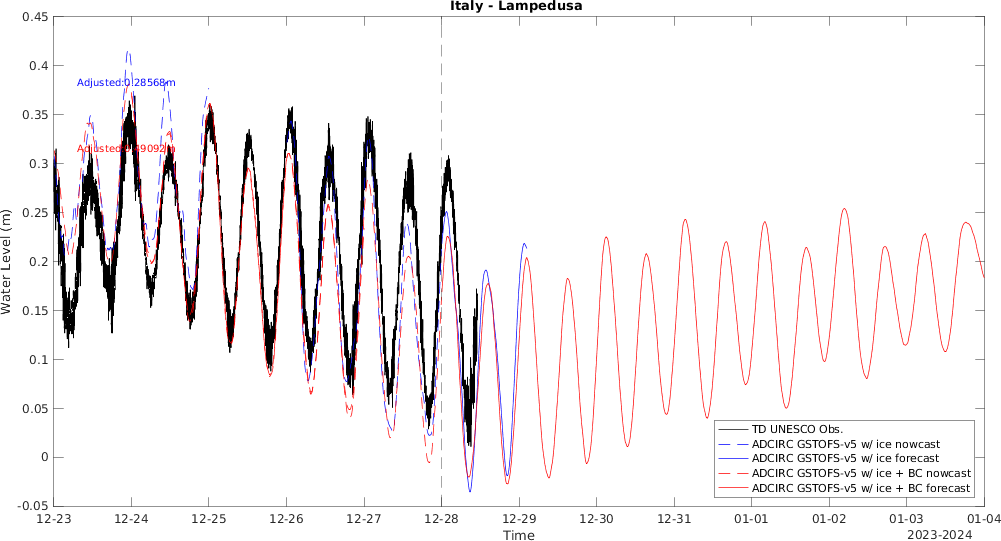 Italy - Lampedusa
Water Level (m)
0.45
0.4
0.35
0.3
0.25
0.2
0.15
0.1
0.05
0
-0.05
Adjusted:0.28568m
TD UNESCO Obs.
ADCIRC GSTOFS-v5 w/ ice nowcast
ADCIRC GSTOFS-v5 w/ ice forecast
ADCIRC GSTOFS-v5 w/ ice + BC nowcast
ADCIRC GSTOFS-v5 w/ ice + BC forecast
12-23 12-24 12-25 12-26 12-27 12-28 12-29 12-30 12-31 01-01 01-02 01-03 01-04
Time
2023-2024